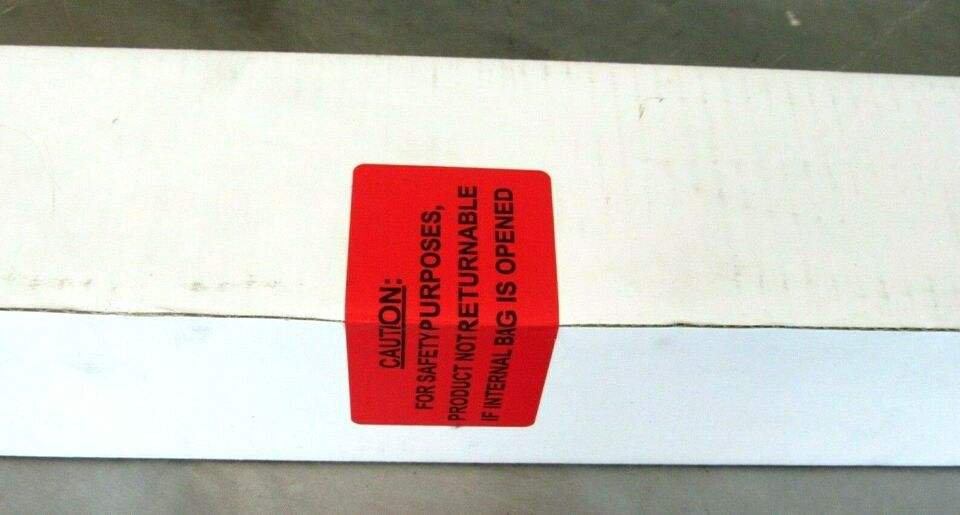 CAUTION:
FOR SAFETY PURPOSES,
PRODUCT NOT RETURNABLE
IF INTERNAL BAG IS OPENED